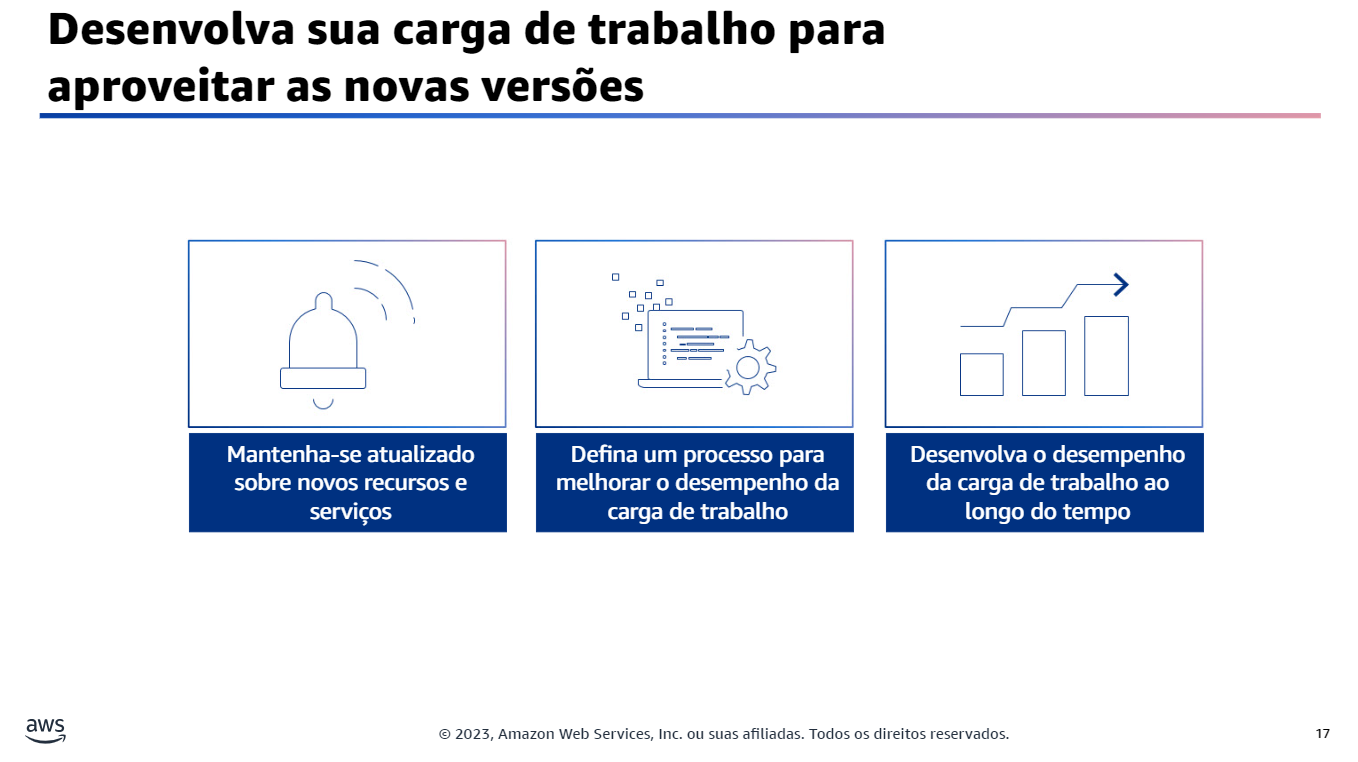 Desenvolva sua carga de trabalho para
aproveitar as novas versões
Mantenha-se atualizado
sobre novos recursos e
serviços
Defina um processo para
melhorar o desempenho da
carga de trabalho
Desenvolva o desempenho
da carga de trabalho ao
longo do tempo
aws
© 2023, Amazon Web Services, Inc. ou suas afiliadas. Todos os direitos reservados.
17